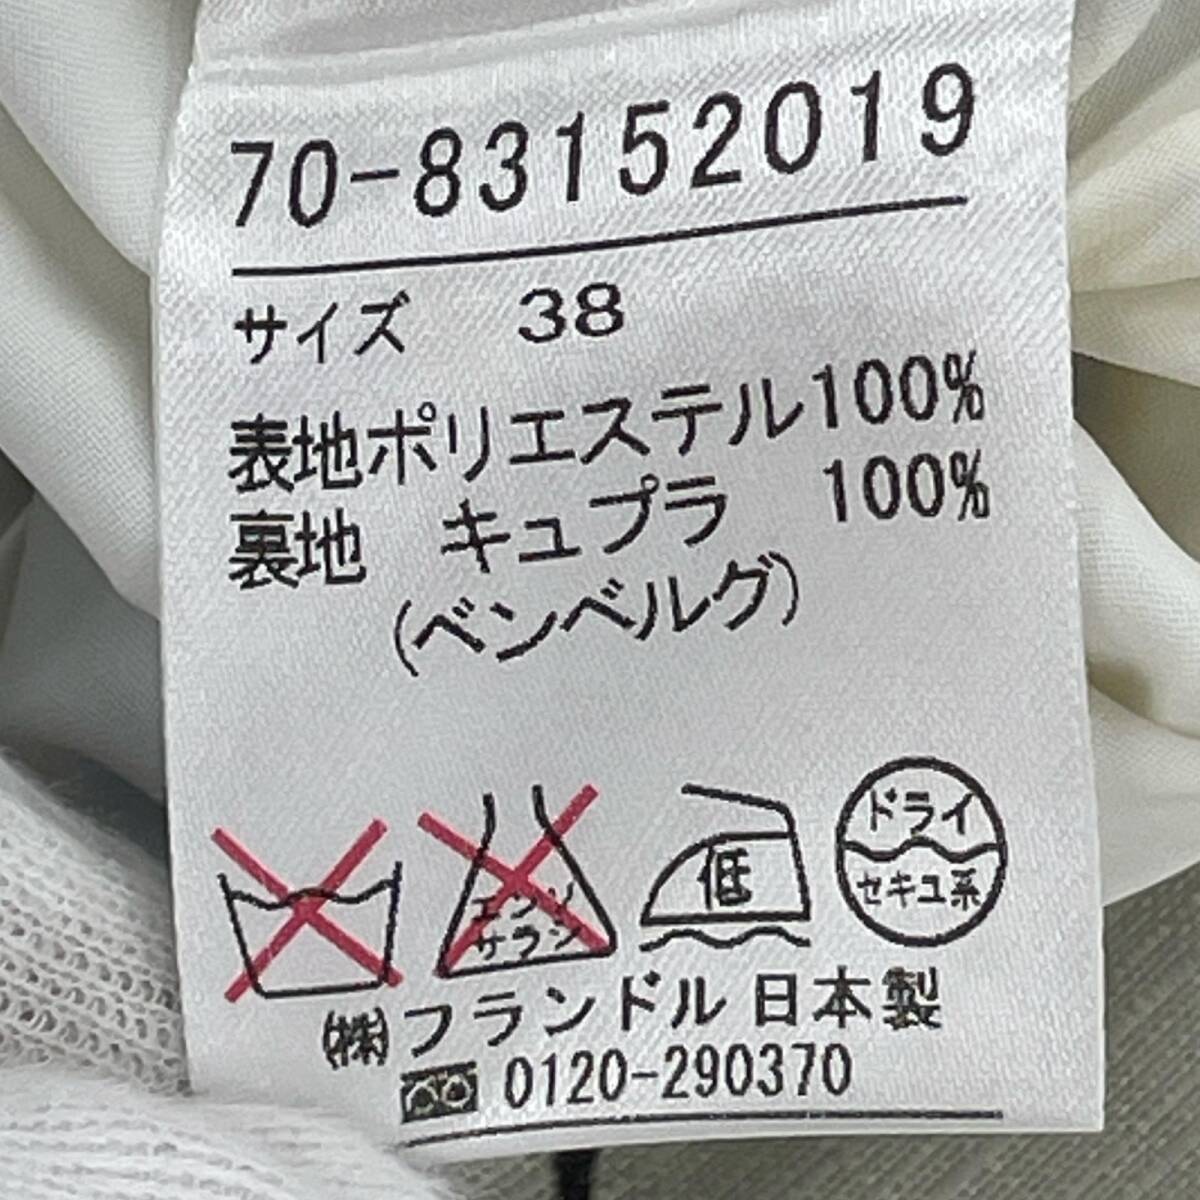 70-83152019
サイズ 38
表地ポリエステル100%
裏地 キュプラ 100%
(ベンベルグ)
エンソ
サラシ
低
ドライ
セキユ系
(株)フランドル 日本製
0120-290370